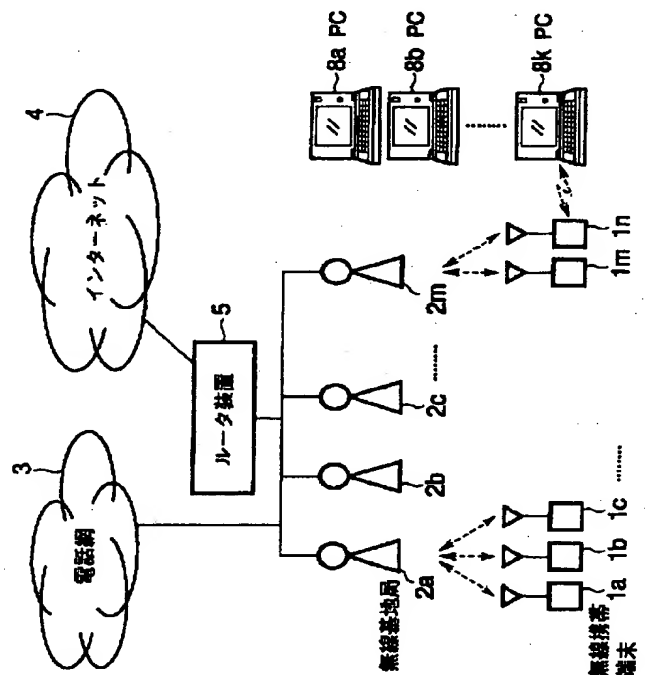 3
電話網
4
インターネット
5
ルータ装置
無線基地局
2a
2b
2c
........
2m
無線携帯
端末
1a
1b
1c
........
1m
1n
8a PC
8b PC
........
8k PC